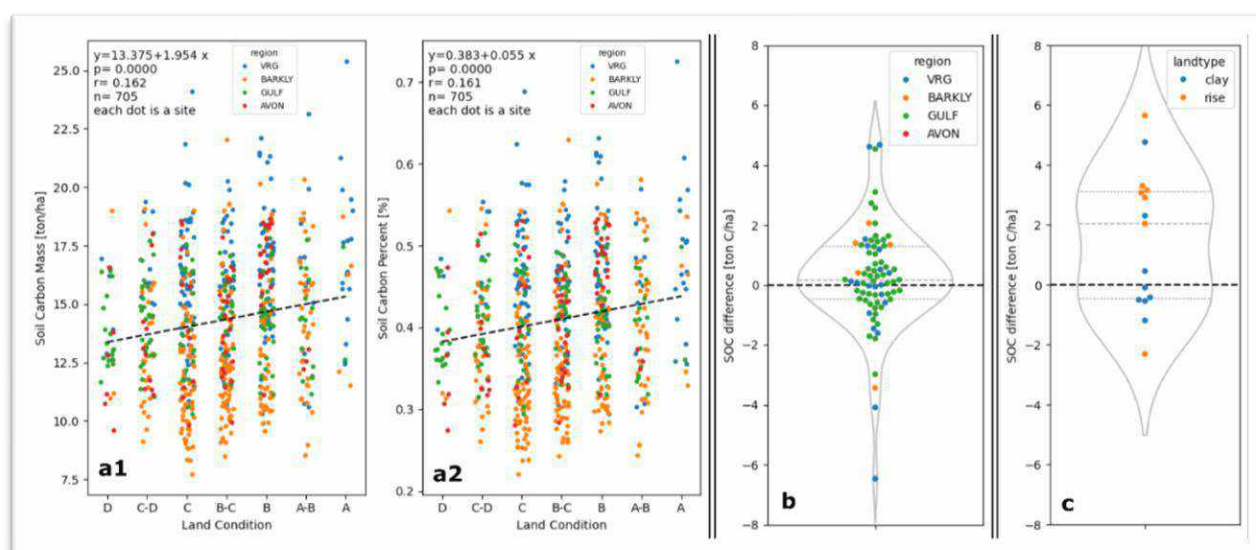 y=13.375+1.954 x
p= 0.0000
r= 0.162
n= 705
each dot is a site
region
VRG
BARKLY
GULF
AVON
25.0
22.5
20.0
17.5
15.0
12.5
10.0
7.5
Soil Carbon Mass [ton/ha]
a1
D C-D C B-C B A-B A
Land Condition
y=0.383+0.055 x
p= 0.0000
r= 0.161
n= 705
each dot is a site
region
VRG
BARKLY
GULF
AVON
0.7
0.6
0.5
0.4
0.3
0.2
Soil Carbon Percent [%]
a2
D C-D C B-C B A-B A
Land Condition
8
6
4
2
0
−2
−4
−6
−8
SOC difference [ton C/ha]
region
VRG
BARKLY
GULF
AVON
b
8
6
4
2
0
−2
−4
−6
−8
SOC difference [ton C/ha]
landtype
clay
rise
c